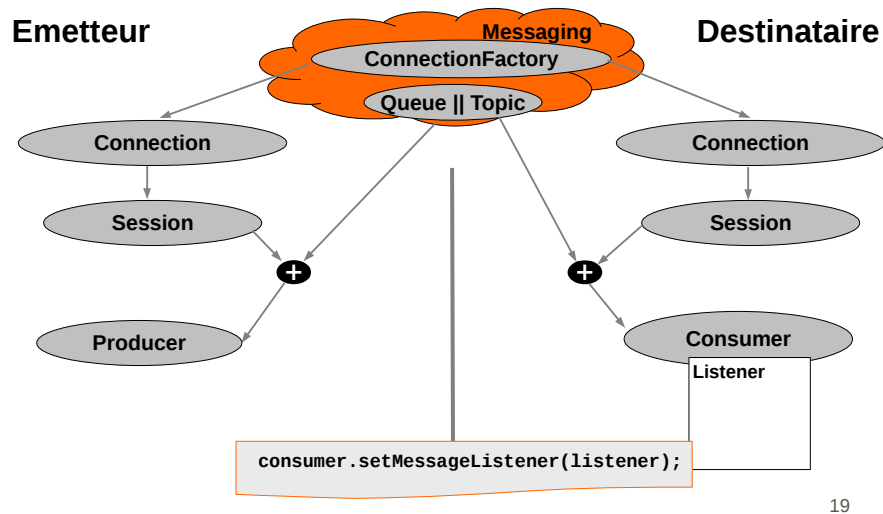 Emetteur
Messaging
Destinataire
ConnectionFactory
Queue || Topic
Connection
Connection
Session
Session
+
+
Producer
Consumer
Listener
consumer.setMessageListener(listener);
19